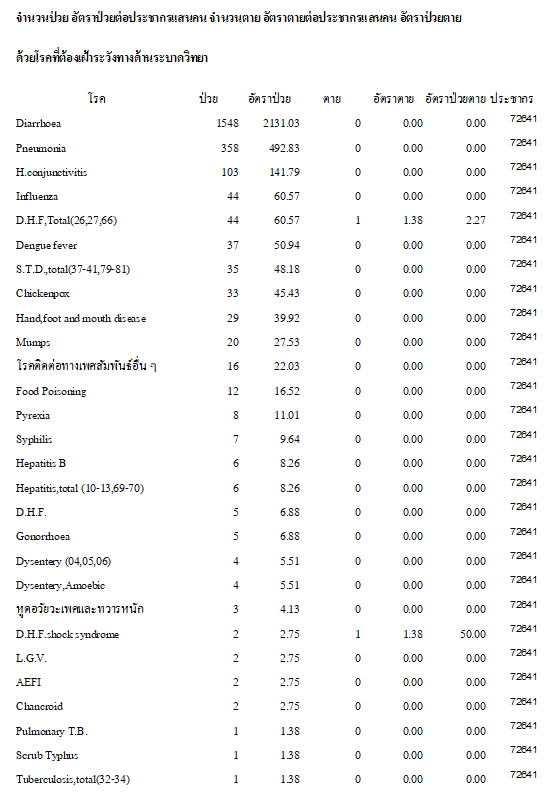 จำนวนป่วย อัตราป่วยต่อประชากรแสนคน จำนวนตาย อัตราตายต่อประชากรแสนคน อัตราป่วยตาย
ด้วยโรคที่ต้องเฝ้าระวังทางด้านระบาดวิทยา
โรค ป่วย อัตราป่วย ตาย อัตราตาย อัตราป่วยตาย ประชากร
Diarrhoea 1548 2131.03 0 0.00 0.00 72641
Pneumonia 358 492.83 0 0.00 0.00 72641
H.conjunctivitis 103 141.79 0 0.00 0.00 72641
Influenza 44 60.57 0 0.00 0.00 72641
D.H.F,Total(26,27,66) 44 60.57 1 1.38 2.27 72641
Dengue fever 37 50.94 0 0.00 0.00 72641
S.T.D.,total(37-41,79-81) 35 48.18 0 0.00 0.00 72641
Chickenpox 33 45.43 0 0.00 0.00 72641
Hand,foot and mouth disease 29 39.92 0 0.00 0.00 72641
Mumps 20 27.53 0 0.00 0.00 72641
โรคติดต่อทางเพศสัมพันธ์อื่น ๆ 16 22.03 0 0.00 0.00 72641
Food Poisoning 12 16.52 0 0.00 0.00 72641
Pyrexia 8 11.01 0 0.00 0.00 72641
Syphilis 7 9.64 0 0.00 0.00 72641
Hepatitis B 6 8.26 0 0.00 0.00 72641
Hepatitis,total (10-13,69-70) 6 8.26 0 0.00 0.00 72641
D.H.F. 5 6.88 0 0.00 0.00 72641
Gonorrhoea 5 6.88 0 0.00 0.00 72641
Dysentery (04,05,06) 4 5.51 0 0.00 0.00 72641
Dysentery,Amoebic 4 5.51 0 0.00 0.00 72641
หูดอวัยวะเพศและทวารหนัก 3 4.13 0 0.00 0.00 72641
D.H.F.shock syndrome 2 2.75 1 1.38 50.00 72641
L.G.V. 2 2.75 0 0.00 0.00 72641
AEFI 2 2.75 0 0.00 0.00 72641
Chancroid 2 2.75 0 0.00 0.00 72641
Pulmonary T.B. 1 1.38 0 0.00 0.00 72641
Scrub Typhus 1 1.38 0 0.00 0.00 72641
Tuberculosis,total(32-34) 1 1.38 0 0.00 0.00 72641